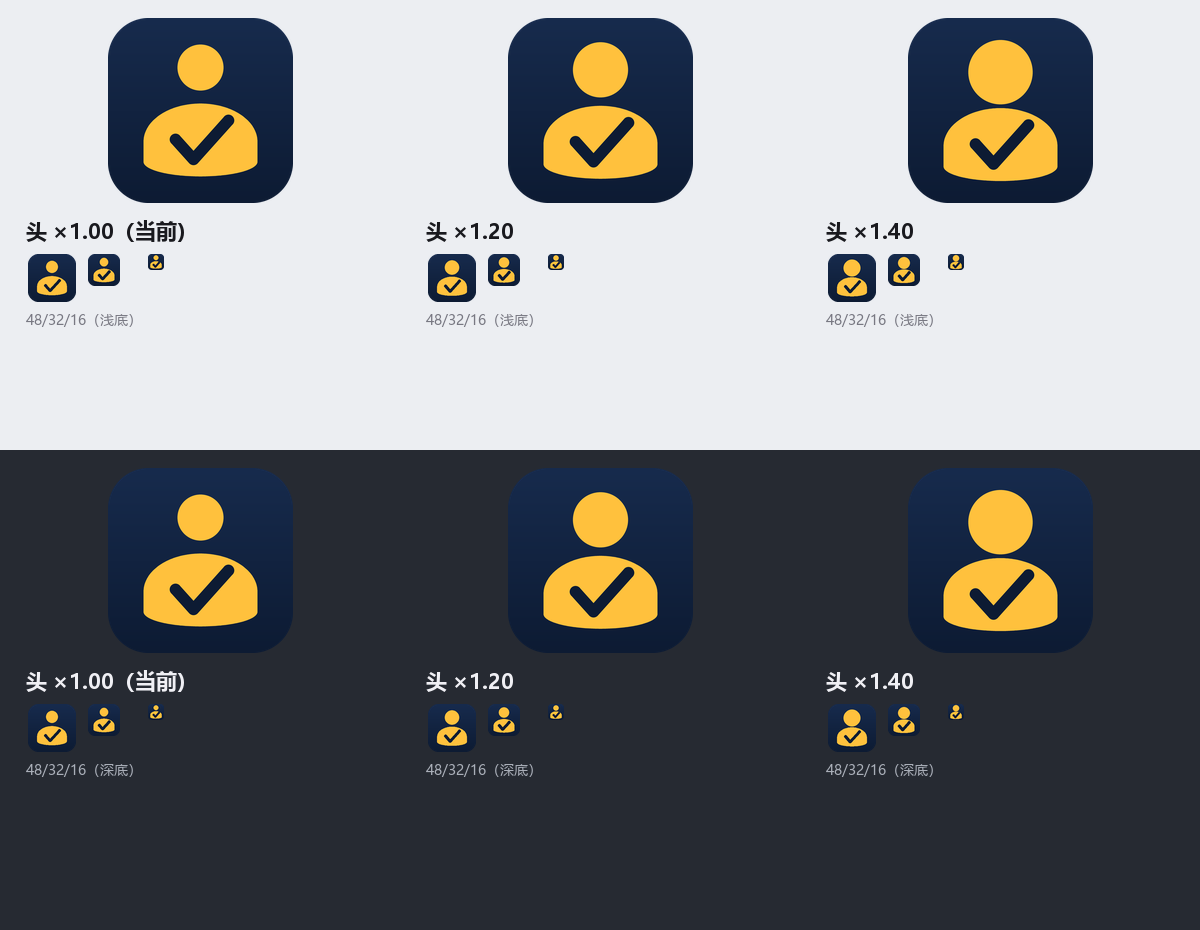 头 ×1.00（当前）
头 ×1.20
头 ×1.40
48/32/16（浅底）
48/32/16（浅底）
48/32/16（浅底）
头 ×1.00（当前）
头 ×1.20
头 ×1.40
48/32/16（深底）
48/32/16（深底）
48/32/16（深底）